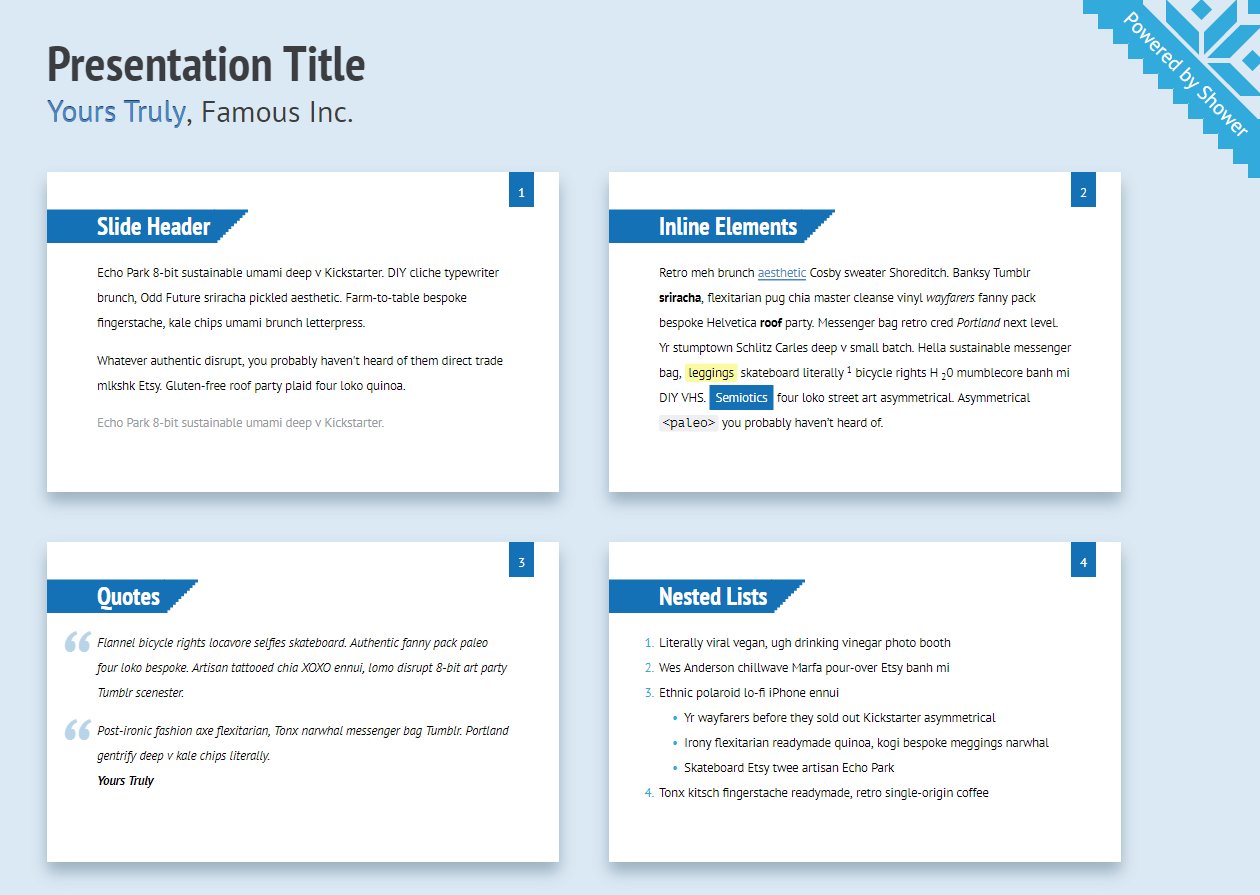 Presentation Title
Yours Truly, Famous Inc.
Powered by Shower
1
Slide Header
Echo Park 8-bit sustainable umami deep v Kickstarter. DIY cliche typewriter
brunch, Odd Future sriracha pickled aesthetic. Farm-to-table bespoke
fingerstache, kale chips umami brunch letterpress.
Whatever authentic disrupt, you probably haven’t heard of them direct trade
mlkshk Etsy. Gluten-free roof party plaid four loko quinoa.
Echo Park 8-bit sustainable umami deep v Kickstarter.
2
Inline Elements
Retro meh brunch aesthetic Cosby sweater Shoreditch. Banksy Tumblr
sriracha, flexitarian pug chia master cleanse vinyl wayfarers fanny pack
bespoke Helvetica roof party. Messenger bag retro cred Portland next level.
Yr stumptown Schlitz Carles deep v small batch. Hella sustainable messenger
bag, leggings skateboard literally 1 bicycle rights H 20 mumblecore banh mi
DIY VHS. Semiotics four loko street art asymmetrical. Asymmetrical
<paleo> you probably haven’t heard of.
3
Quotes
“ Flannel bicycle rights locavore selfies skateboard. Authentic fanny pack paleo
four loko bespoke. Artisan tattooed chia XOXO ennui, lomo disrupt 8-bit art party
Tumblr scenester.
“ Post-ironic fashion axe flexitarian, Tonx narwhal messenger bag Tumblr. Portland
gentrify deep v kale chips literally.
Yours Truly
4
Nested Lists
1. Literally viral vegan, ugh drinking vinegar photo booth
2. Wes Anderson chillwave Marfa pour-over Etsy banh mi
3. Ethnic polaroid lo-fi iPhone ennui
• Yr wayfarers before they sold out Kickstarter asymmetrical
• Irony flexitarian readymade quinoa, kogi bespoke meggings narwhal
• Skateboard Etsy twee artisan Echo Park
4. Tonx kitsch fingerstache readymade, retro single-origin coffee